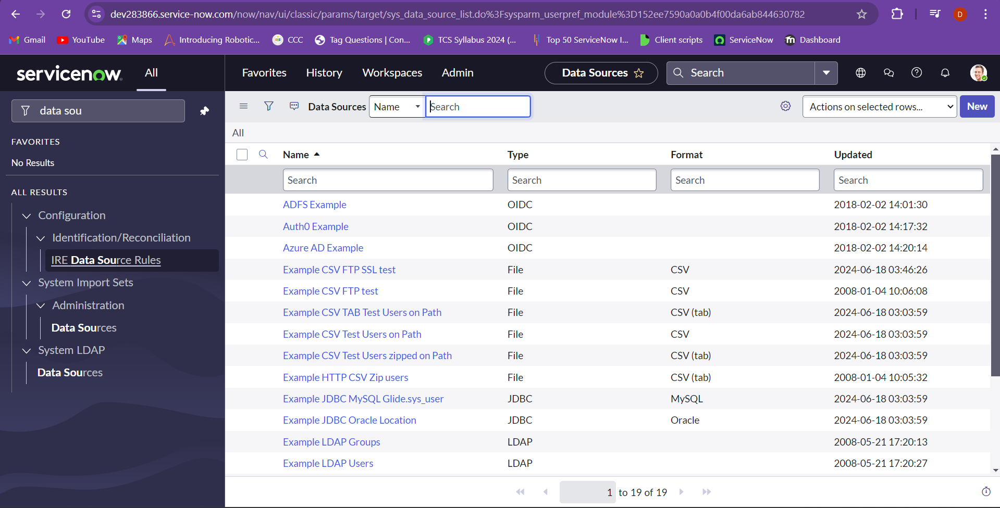 dev283866.service-now.com/now/nav/ui/classic/params/target/sys_data_source_list.do%3Fsysparm_userpref_module%3D152ee7590a0a0b4f00da6ab844630782
D
Gmail YouTube Maps Introducing Robotic... CCC Tag Questions | Con... TCS Syllabus 2024 (... Top 50 ServiceNow I... Client scripts ServiceNow Dashboard
servicenow All Favorites History Workspaces Admin Data Sources Search
data sou
FAVORITES
No Results
ALL RESULTS
Configuration
Identification/Reconciliation
IRE Data Source Rules
System Import Sets
Administration
Data Sources
System LDAP
Data Sources
Data Sources Name Search Actions on selected rows... New
All
Name Type Format Updated
Search Search Search Search
ADFS Example OIDC 2018-02-02 14:01:30
Auth0 Example OIDC 2018-02-02 14:17:32
Azure AD Example OIDC 2018-02-02 14:20:14
Example CSV FTP SSL test File CSV 2024-06-18 03:46:26
Example CSV FTP test File CSV 2008-01-04 10:06:08
Example CSV TAB Test Users on Path File CSV (tab) 2024-06-18 03:03:59
Example CSV Test Users on Path File CSV 2024-06-18 03:03:59
Example CSV Test Users zipped on Path File CSV (tab) 2024-06-18 03:03:59
Example HTTP CSV Zip users File CSV (tab) 2008-01-04 10:05:32
Example JDBC MySQL Glide.sys_user JDBC MySQL 2024-06-18 03:03:59
Example JDBC Oracle Location JDBC Oracle 2024-06-18 03:03:59
Example LDAP Groups LDAP 2008-05-21 17:20:13
Example LDAP Users LDAP 2008-05-21 17:20:27
1 to 19 of 19